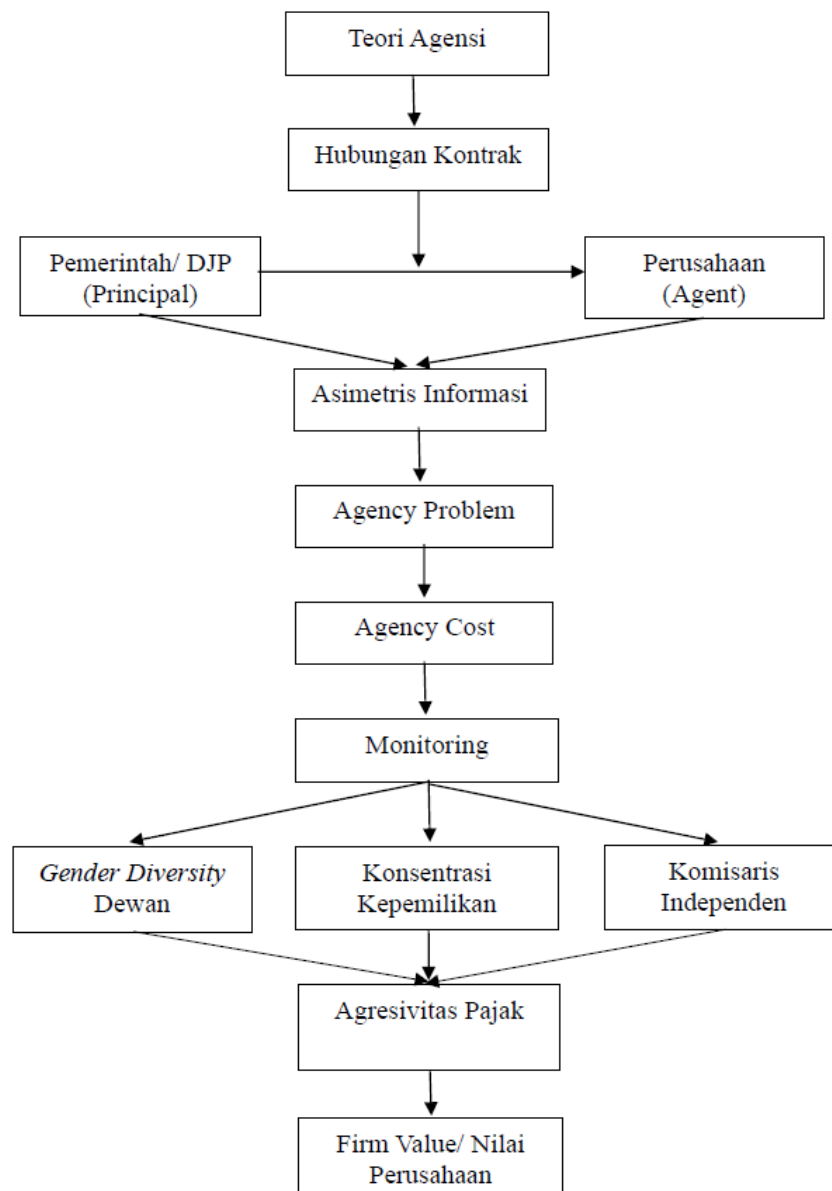 Teori Agensi
Hubungan Kontrak
Pemerintah/ DJP
(Principal)
Perusahaan
(Agent)
Asimetris Informasi
Agency Problem
Agency Cost
Monitoring
Gender Diversity
Dewan
Konsentrasi
Kepemilikan
Komisaris
Independen
Agresivitas Pajak
Firm Value/ Nilai
Perusahaan